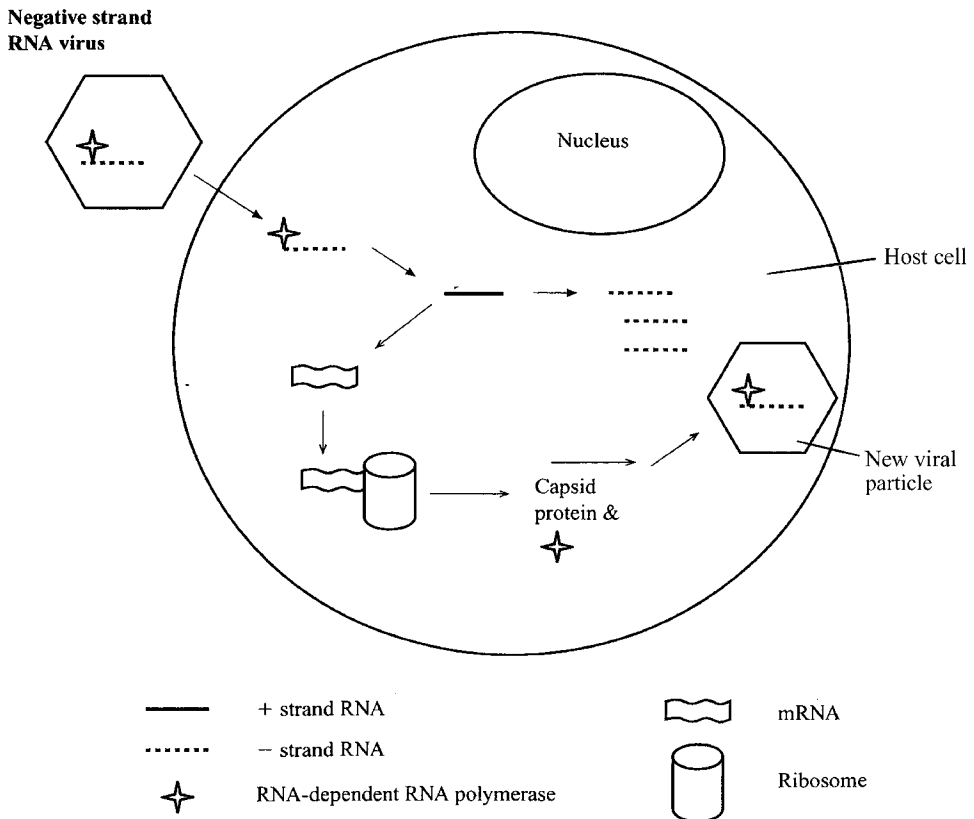 Negative strand
RNA virus
Nucleus
Host cell
New viral
particle
Capsid
protein &
+ strand RNA
− strand RNA
RNA-dependent RNA polymerase
mRNA
Ribosome